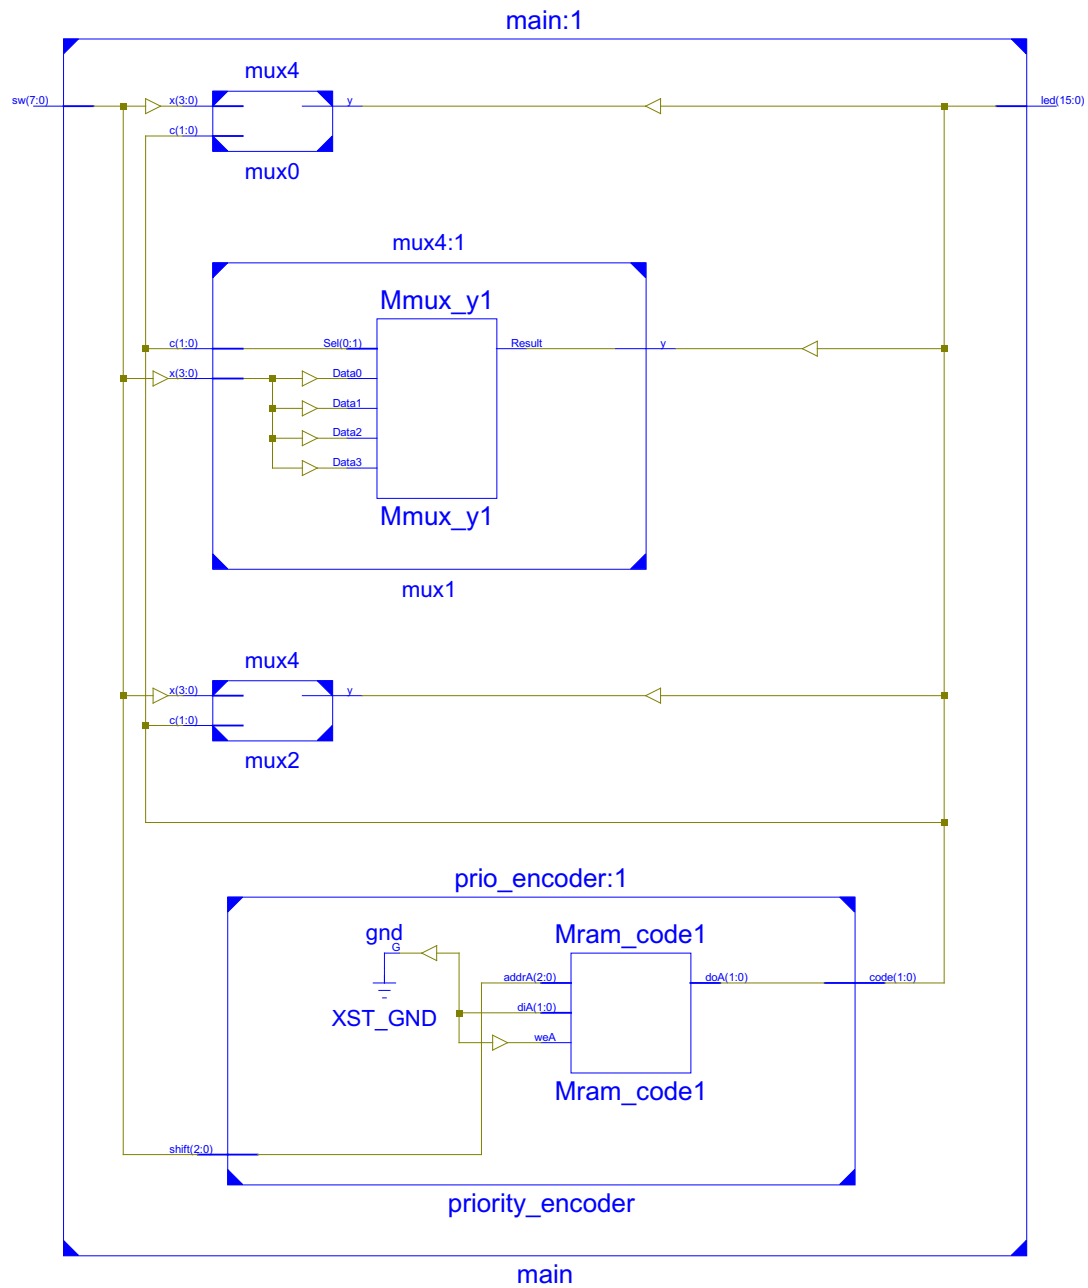 main:1
mux4
sw(7:0)
x(3:0)
y
led(15:0)
c(1:0)
mux0
mux4:1
Mmux_y1
c(1:0)
Sel(0:1)
Result
y
x(3:0)
Data0
Data1
Data2
Data3
Mmux_y1
mux1
mux4
x(3:0)
y
c(1:0)
mux2
prio_encoder:1
gnd
Mram_code1
G
addrA(2:0)
doA(1:0)
code(1:0)
diA(1:0)
XST_GND
weA
Mram_code1
shift(2:0)
priority_encoder
main